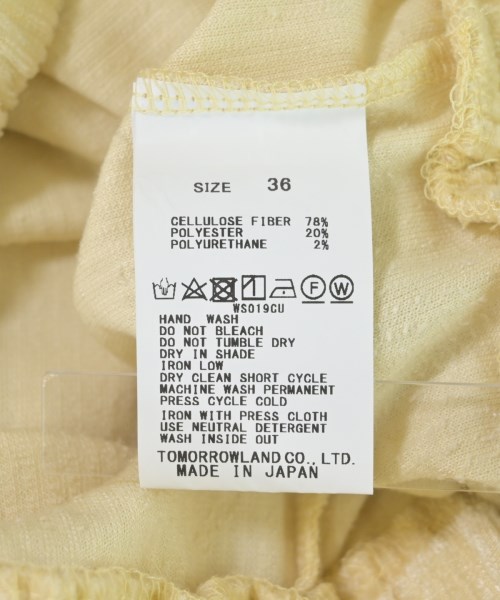 SIZE 36
CELLULOSE FIBER 78%
POLYESTER 20%
POLYURETHANE 2%
F W
WS019CU
HAND WASH
DO NOT BLEACH
DO NOT TUMBLE DRY
DRY IN SHADE
IRON LOW
DRY CLEAN SHORT CYCLE
MACHINE WASH PERMANENT
PRESS CYCLE COLD
IRON WITH PRESS CLOTH
USE NEUTRAL DETERGENT
WASH INSIDE OUT
TOMORROWLAND CO., LTD.
MADE IN JAPAN